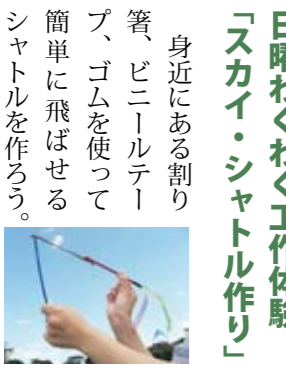 日曜わくわく工作体験
「スカイ・シャトル作り」
身近にある割り
箸、ビニールテー
プ、ゴムを使って
簡単に飛ばせる
シャトルを作ろう。